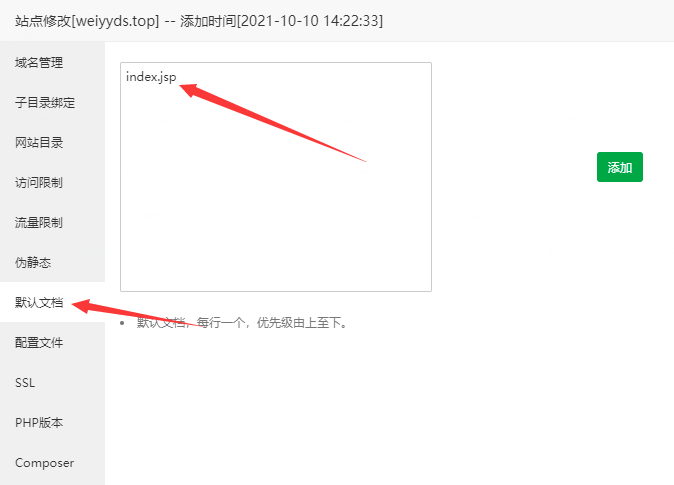 站点修改[weiyyds.top] -- 添加时间[2021-10-10 14:22:33]
域名管理
子目录绑定
网站目录
访问限制
流量限制
伪静态
默认文档
配置文件
SSL
PHP版本
Composer
index.jsp
添加
默认文档，每行一个，优先级由上至下。